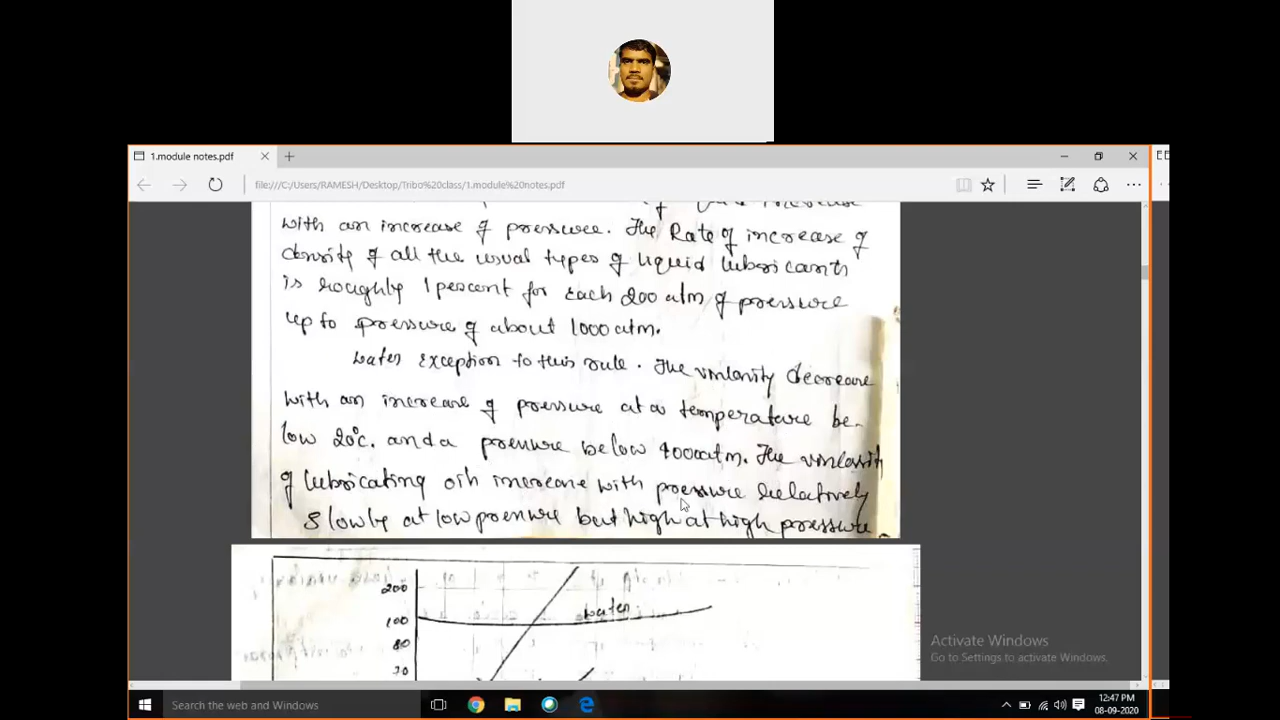 1.module notes.pdf
file:///C:/Users/RAMESH/Desktop/Tribo%20class/1.module%20notes.pdf
with an increase of pressure. The Rate of increase of
density of all the usual types of liquid lubricants
is roughly 1 percent for each 200 atm of pressure
up to pressure of about 1000 atm.
water exception to this rule. The viscosity decrease
with an increase of pressure at a temperature be-
low 20°c. and a pressure below 4000atm. The viscosity
of lubricating oils increase with pressure relatively
slowly at low pressure but high at high pressure
200
water
100
80
70
Activate Windows
Go to Settings to activate Windows.
Search the web and Windows
12:47 PM
08-09-2020